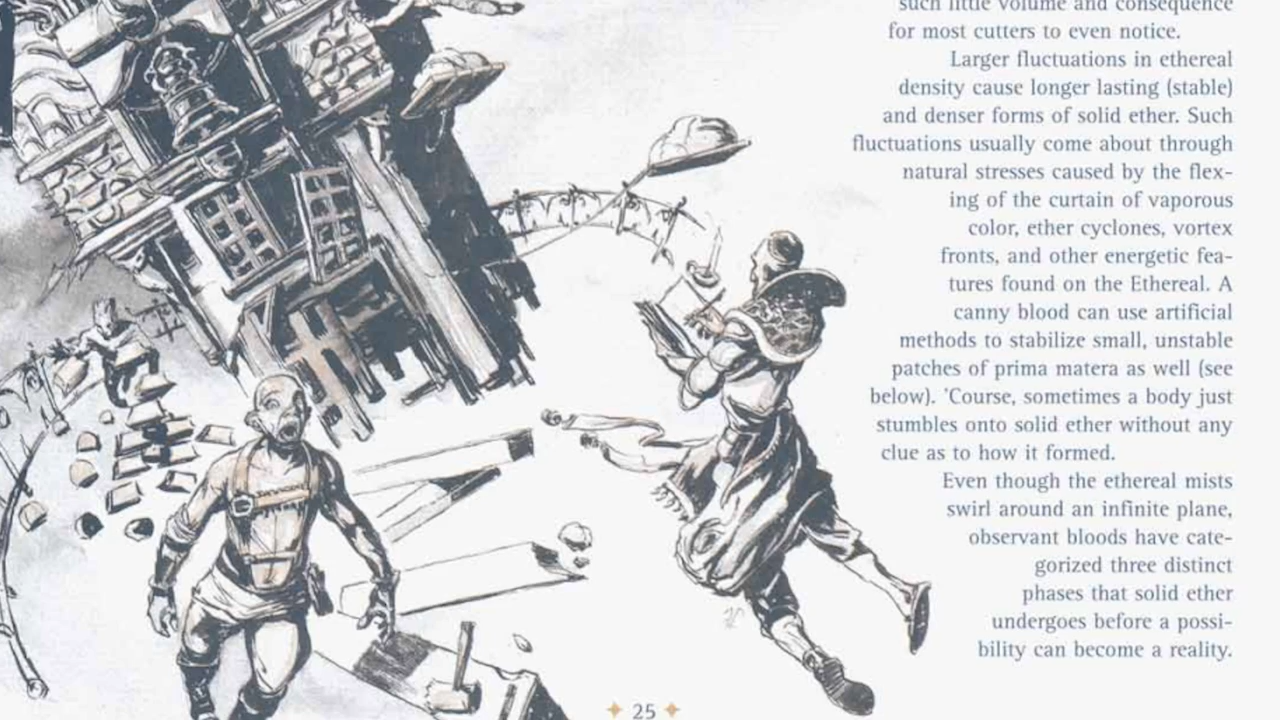 such little volume and consequence
for most cutters to even notice.
Larger fluctuations in ethereal
density cause longer lasting (stable)
and denser forms of solid ether. Such
fluctuations usually come about through
natural stresses caused by the flex-
ing of the curtain of vaporous
color, ether cyclones, vortex
fronts, and other energetic fea-
tures found on the Ethereal. A
canny blood can use artificial
methods to stabilize small, unstable
patches of prima matera as well (see
below). 'Course, sometimes a body just
stumbles onto solid ether without any
clue as to how it formed.
Even though the ethereal mists
swirl around an infinite plane,
observant bloods have cate-
gorized three distinct
phases that solid ether
undergoes before a possi-
bility can become a reality.
25